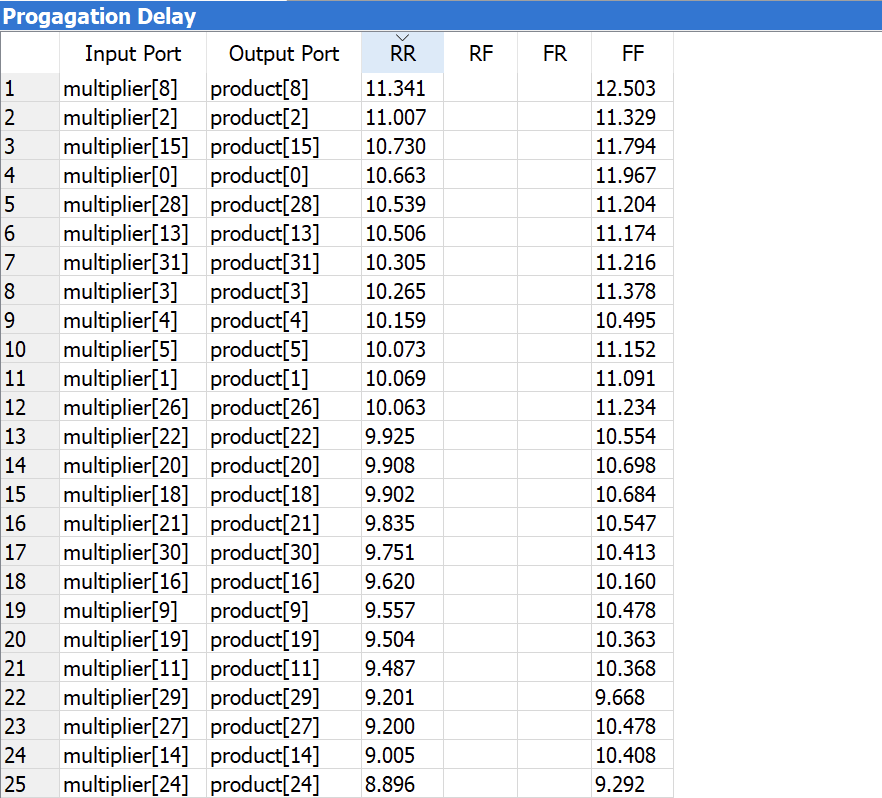 Progagation Delay
Input Port Output Port RR RF FR FF
1 multiplier[8] product[8] 11.341 12.503
2 multiplier[2] product[2] 11.007 11.329
3 multiplier[15] product[15] 10.730 11.794
4 multiplier[0] product[0] 10.663 11.967
5 multiplier[28] product[28] 10.539 11.204
6 multiplier[13] product[13] 10.506 11.174
7 multiplier[31] product[31] 10.305 11.216
8 multiplier[3] product[3] 10.265 11.378
9 multiplier[4] product[4] 10.159 10.495
10 multiplier[5] product[5] 10.073 11.152
11 multiplier[1] product[1] 10.069 11.091
12 multiplier[26] product[26] 10.063 11.234
13 multiplier[22] product[22] 9.925 10.554
14 multiplier[20] product[20] 9.908 10.698
15 multiplier[18] product[18] 9.902 10.684
16 multiplier[21] product[21] 9.835 10.547
17 multiplier[30] product[30] 9.751 10.413
18 multiplier[16] product[16] 9.620 10.160
19 multiplier[9] product[9] 9.557 10.478
20 multiplier[19] product[19] 9.504 10.363
21 multiplier[11] product[11] 9.487 10.368
22 multiplier[29] product[29] 9.201 9.668
23 multiplier[27] product[27] 9.200 10.478
24 multiplier[14] product[14] 9.005 10.408
25 multiplier[24] product[24] 8.896 9.292